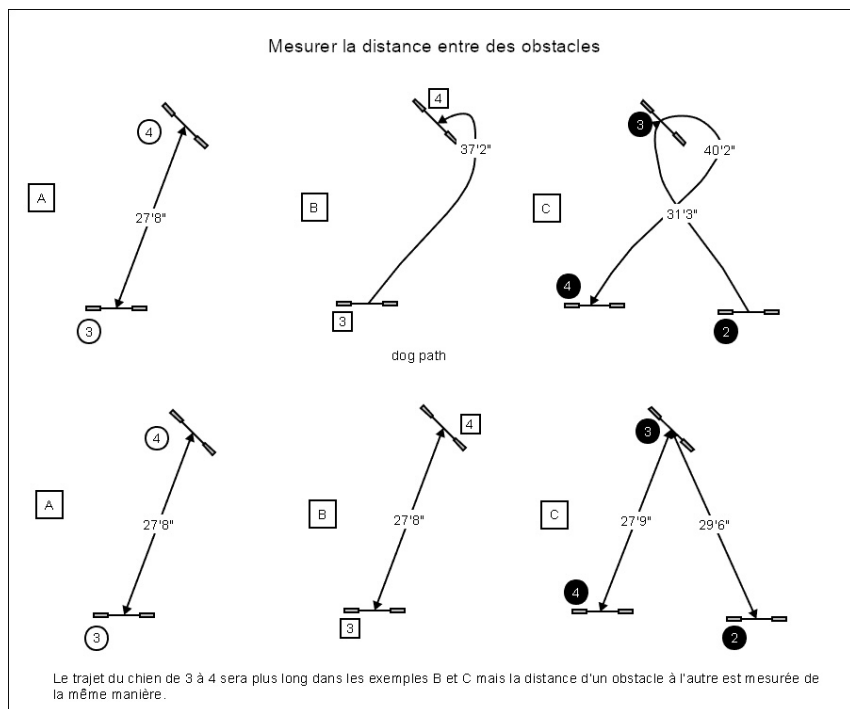 Mesurer la distance entre des obstacles
4
4
3
37'2"
40'2"
A
B
C
27'8"
31'3"
4
3
3
2
dog path
4
4
3
A
B
C
27'8"
27'8"
27'9"
29'6"
4
3
3
2
Le trajet du chien de 3 à 4 sera plus long dans les exemples B et C mais la distance d'un obstacle à l'autre est mesurée de
la même manière.